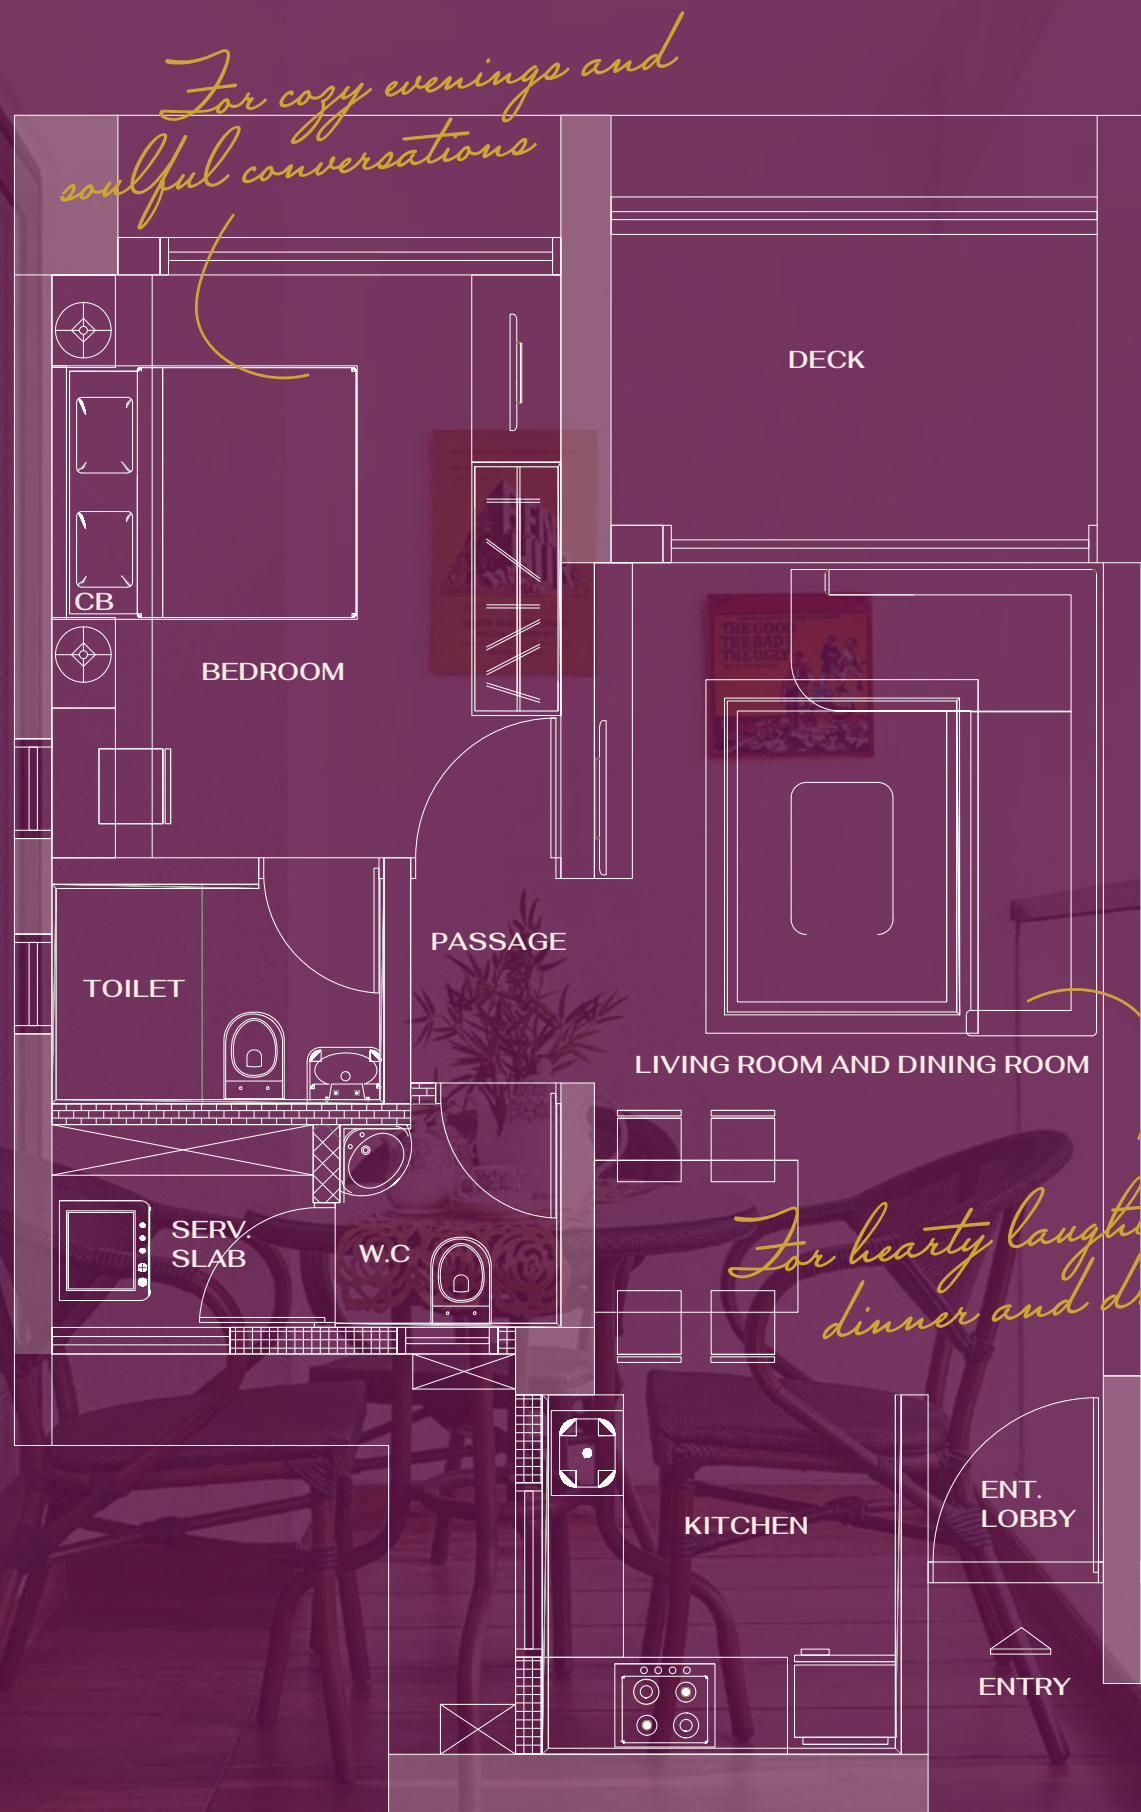 For cozy evenings and
soulful conversations
DECK
CB
BEDROOM
THE GOOD,
THE BAD &
THE UGLY
PASSAGE
TOILET
LIVING ROOM AND DINING ROOM
SERV.
SLAB
W.C
For hearty
dinner and
KITCHEN
ENT.
LOBBY
ENTRY